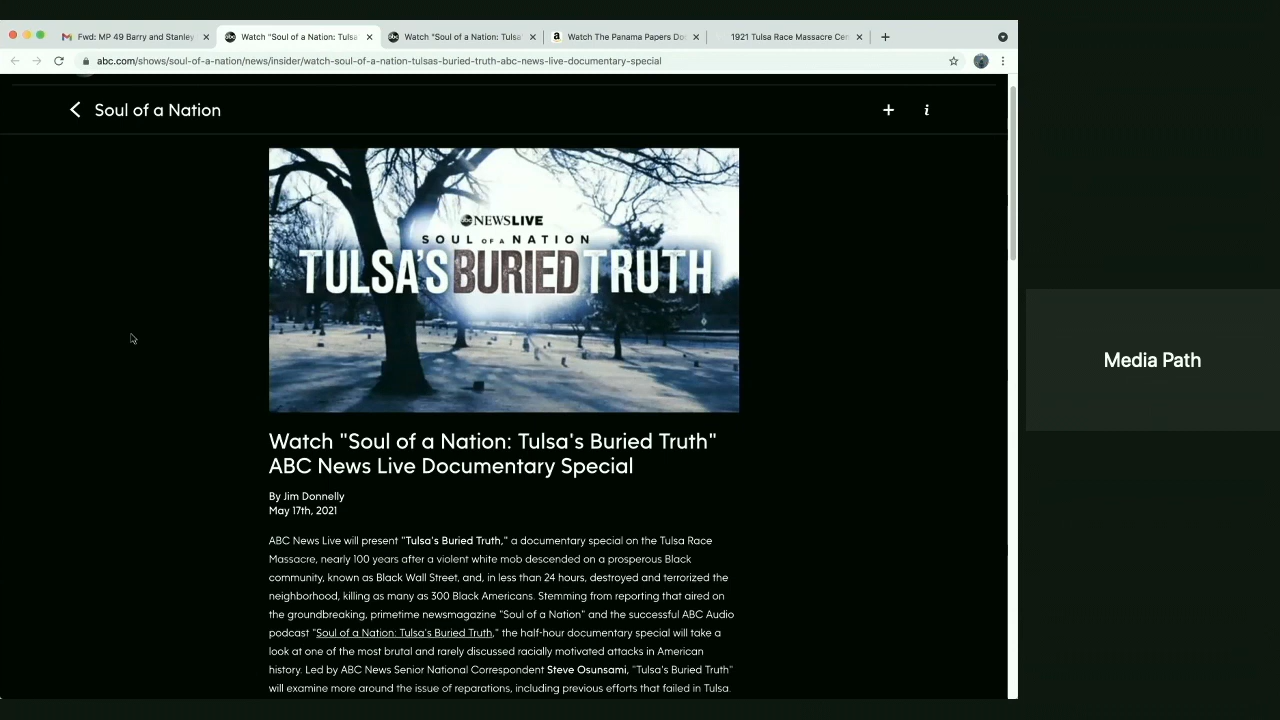 Fwd: MP 49 Barry and Stanley
Watch "Soul of a Nation: Tulsa
Watch "Soul of a Nation: Tulsa'
Watch The Panama Papers Do
1921 Tulsa Race Massacre Cen
abc.com/shows/soul-of-a-nation/news/insider/watch-soul-of-a-nation-tulsas-buried-truth-abc-news-live-documentary-special
Soul of a Nation
abc NEWSLIVE
SOUL OF A NATION
TULSA'S BURIED TRUTH
Watch "Soul of a Nation: Tulsa's Buried Truth"
ABC News Live Documentary Special
By Jim Donnelly
May 17th, 2021
ABC News Live will present "Tulsa's Buried Truth," a documentary special on the Tulsa Race
Massacre, nearly 100 years after a violent white mob descended on a prosperous Black
community, known as Black Wall Street, and, in less than 24 hours, destroyed and terrorized the
neighborhood, killing as many as 300 Black Americans. Stemming from reporting that aired on
the groundbreaking, primetime newsmagazine "Soul of a Nation" and the successful ABC Audio
podcast "Soul of a Nation: Tulsa's Buried Truth," the half-hour documentary special will take a
look at one of the most brutal and rarely discussed racially motivated attacks in American
history. Led by ABC News Senior National Correspondent Steve Osunsami, "Tulsa's Buried Truth"
will examine more around the issue of reparations, including previous efforts that failed in Tulsa.
Media Path